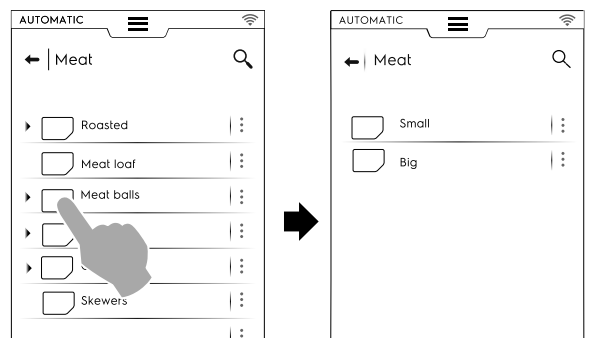 AUTOMATIC
Meat
Roasted
Meat loaf
Meat balls
Skewers
AUTOMATIC
Meat
Small
Big